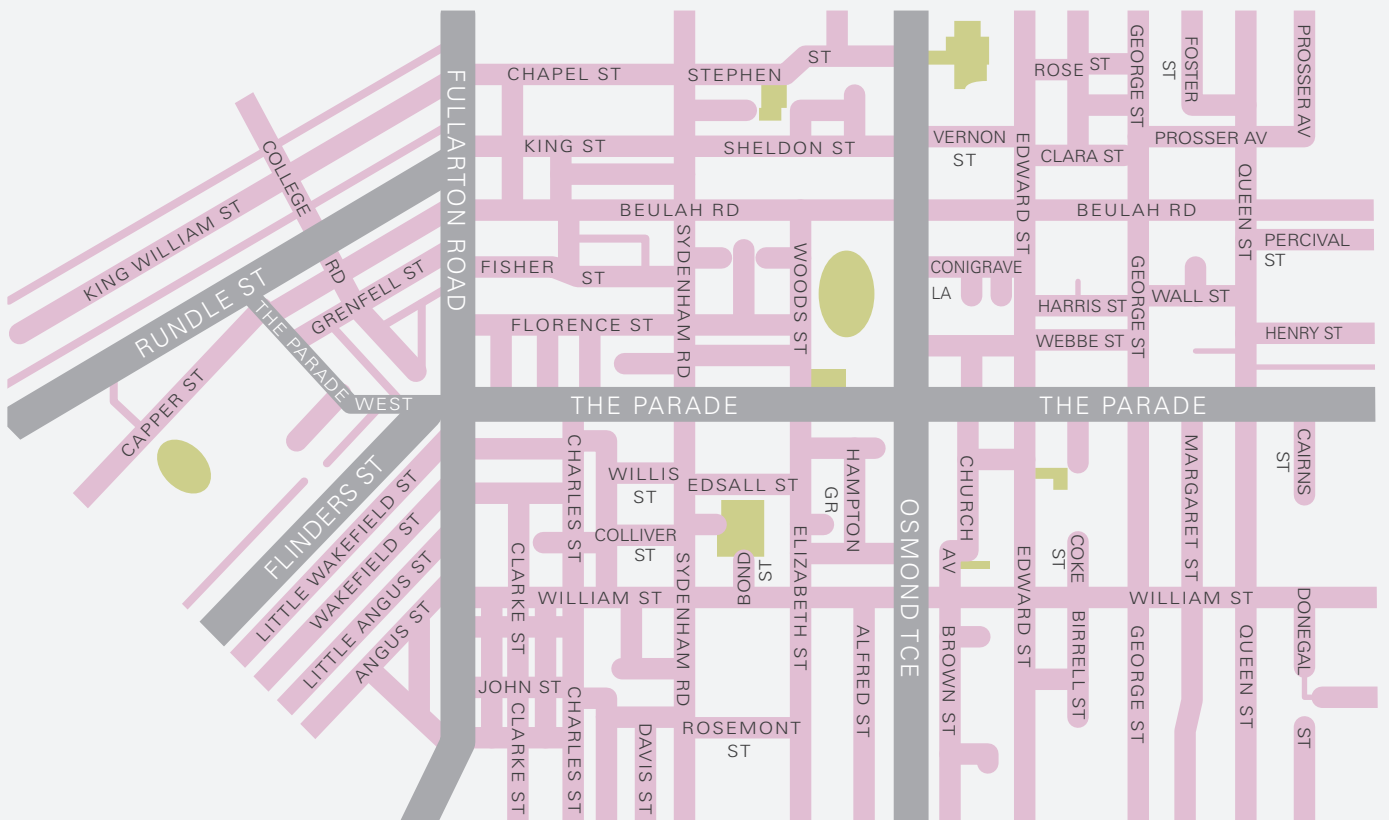 CHAPEL ST
STEPHEN
ST
ROSE ST
GEORGE ST
FOSTER
ST
PROSSER AV
FULLARTON ROAD
COLLEGE
RD
KING ST
SHELDON ST
VERNON
ST
EDWARD ST
CLARA ST
PROSSER AV
QUEEN ST
KING WILLIAM ST
BEULAH RD
BEULAH RD
SYDENHAM RD
WOODS ST
PERCIVAL
ST
RUNDLE ST
GRENFELL ST
FISHER
ST
CONIGRAVE
LA
GEORGE ST
HARRIS ST
WALL ST
THE PARADE
WEST
FLORENCE ST
WEBBE ST
HENRY ST
CAPPER ST
THE PARADE
THE PARADE
FLINDERS ST
CHARLES ST
WILLIS
ST
EDSALL ST
HAMPTON
GR
CHURCH
AV
MARGARET ST
CAIRNS
ST
LITTLE WAKEFIELD ST
WAKEFIELD ST
LITTLE ANGUS ST
ANGUS ST
CLARKE ST
COLLIVER
ST
SYDENHAM RD
BOND
ST
ELIZABETH ST
OSMOND TCE
EDWARD ST
COKE
ST
WILLIAM ST
WILLIAM ST
DONEGAL
ST
ALFRED ST
BROWN ST
BIRRELL ST
GEORGE ST
QUEEN ST
JOHN ST
CLARKE ST
CHARLES ST
DAVIS ST
ROSEMONT
ST